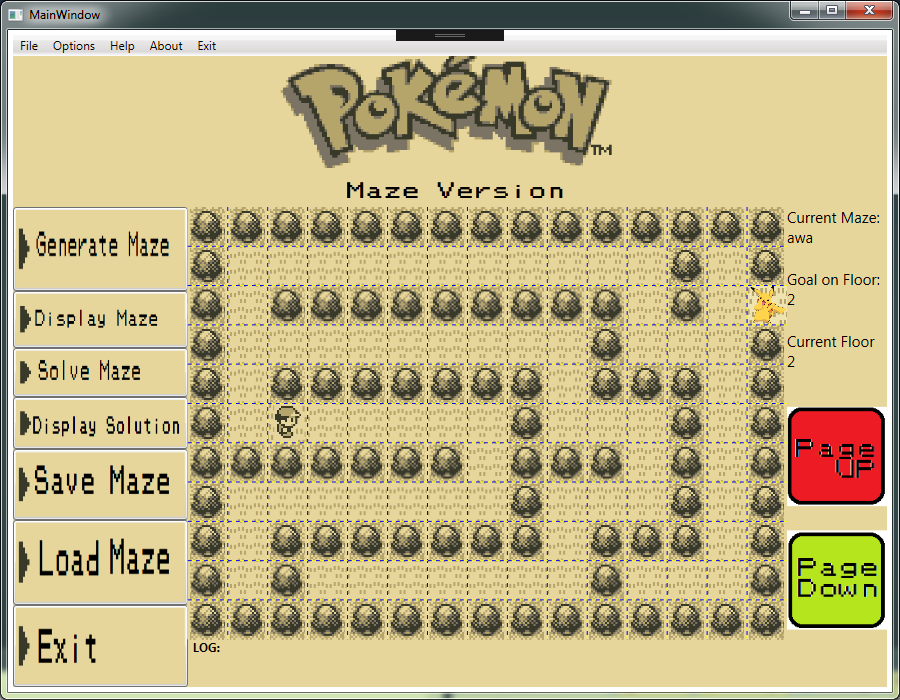 MainWindow
File Options Help About Exit
POKéMON
TM
Maze Version
Generate Maze
Display Maze
Solve Maze
Display Solution
Save Maze
Load Maze
Exit
Current Maze:
awa
Goal on Floor:
2
Current Floor
2
Page
UP
Page
Down
LOG: